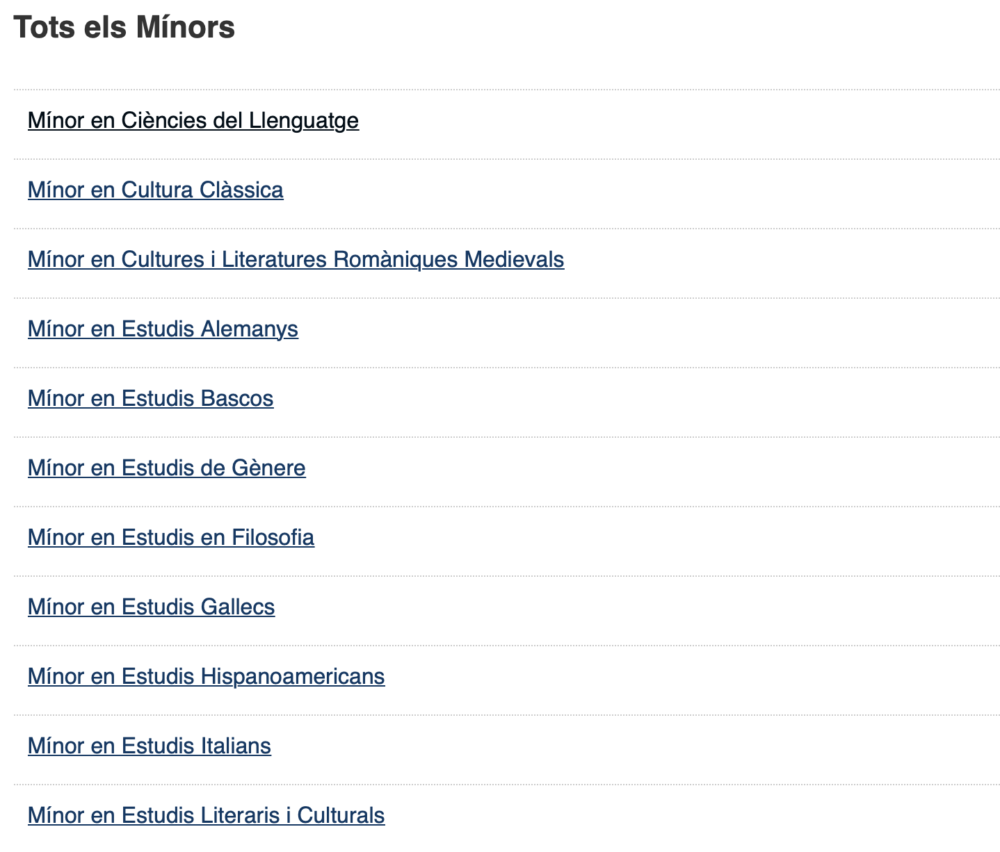 Tots els Mínors
Mínor en Ciències del Llenguatge
Mínor en Cultura Clàssica
Mínor en Cultures i Literatures Romàniques Medievals
Mínor en Estudis Alemanys
Mínor en Estudis Bascos
Mínor en Estudis de Gènere
Mínor en Estudis en Filosofia
Mínor en Estudis Gallecs
Mínor en Estudis Hispanoamericans
Mínor en Estudis Italians
Mínor en Estudis Literaris i Culturals